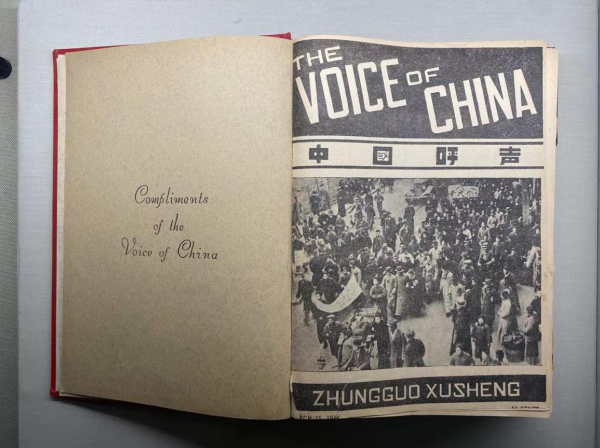 Compliments
of the
Voice of China
THE
VOICE OF
CHINA
中国呼声
ZHUNGGUO XUSHENG